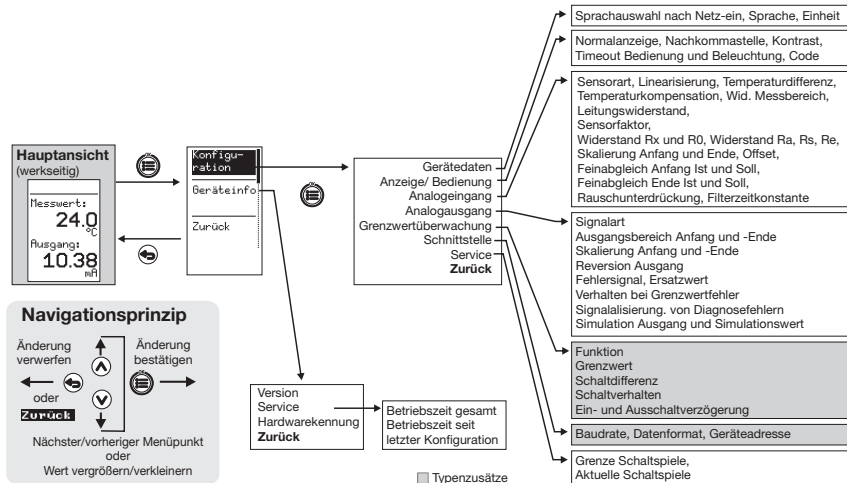 Hauptansicht
(werkseitig)
Messwert:
24.0
°C
Ausgang:
10.38
mA
Konfigu-
ration
Geräteinfo
Zurück
Gerätedaten
Anzeige/ Bedienung
Analogeingang
Analogausgang
Grenzwertüberwachung
Schnittstelle
Service
Zurück
Sprachauswahl nach Netz-ein, Sprache, Einheit
Normalanzeige, Nachkommastelle, Kontrast,
Timeout Bedienung und Beleuchtung, Code
Sensorart, Linearisierung, Temperaturdifferenz,
Temperaturkompensation, Wid. Messbereich,
Leitungswiderstand,
Sensorfaktor,
Widerstand Rx und R0, Widerstand Ra, Rs, Re,
Skalierung Anfang und Ende, Offset,
Feinabgleich Anfang Ist und Soll,
Feinabgleich Ende Ist und Soll,
Rauschunterdrückung, Filterzeitkonstante
Signalart
Ausgangsbereich Anfang und -Ende
Skalierung Anfang und -Ende
Reversion Ausgang
Fehlersignal, Ersatzwert
Verhalten bei Grenzwertfehler
Signalalisierung. von Diagnosefehlern
Simulation Ausgang und Simulationswert
Funktion
Grenzwert
Schaltdifferenz
Schaltverhalten
Ein- und Ausschaltverzögerung
Baudrate, Datenformat, Geräteadresse
Grenze Schaltspiele,
Aktuelle Schaltspiele
Navigationsprinzip
Änderung
verwerfen
oder
Zurück
Änderung
bestätigen
Nächster/vorheriger Menüpunkt
oder
Wert vergrößern/verkleinern
Version
Service
Hardwarekennung
Zurück
Betriebszeit gesamt
Betriebszeit seit
letzter Konfiguration
Typenzusätze